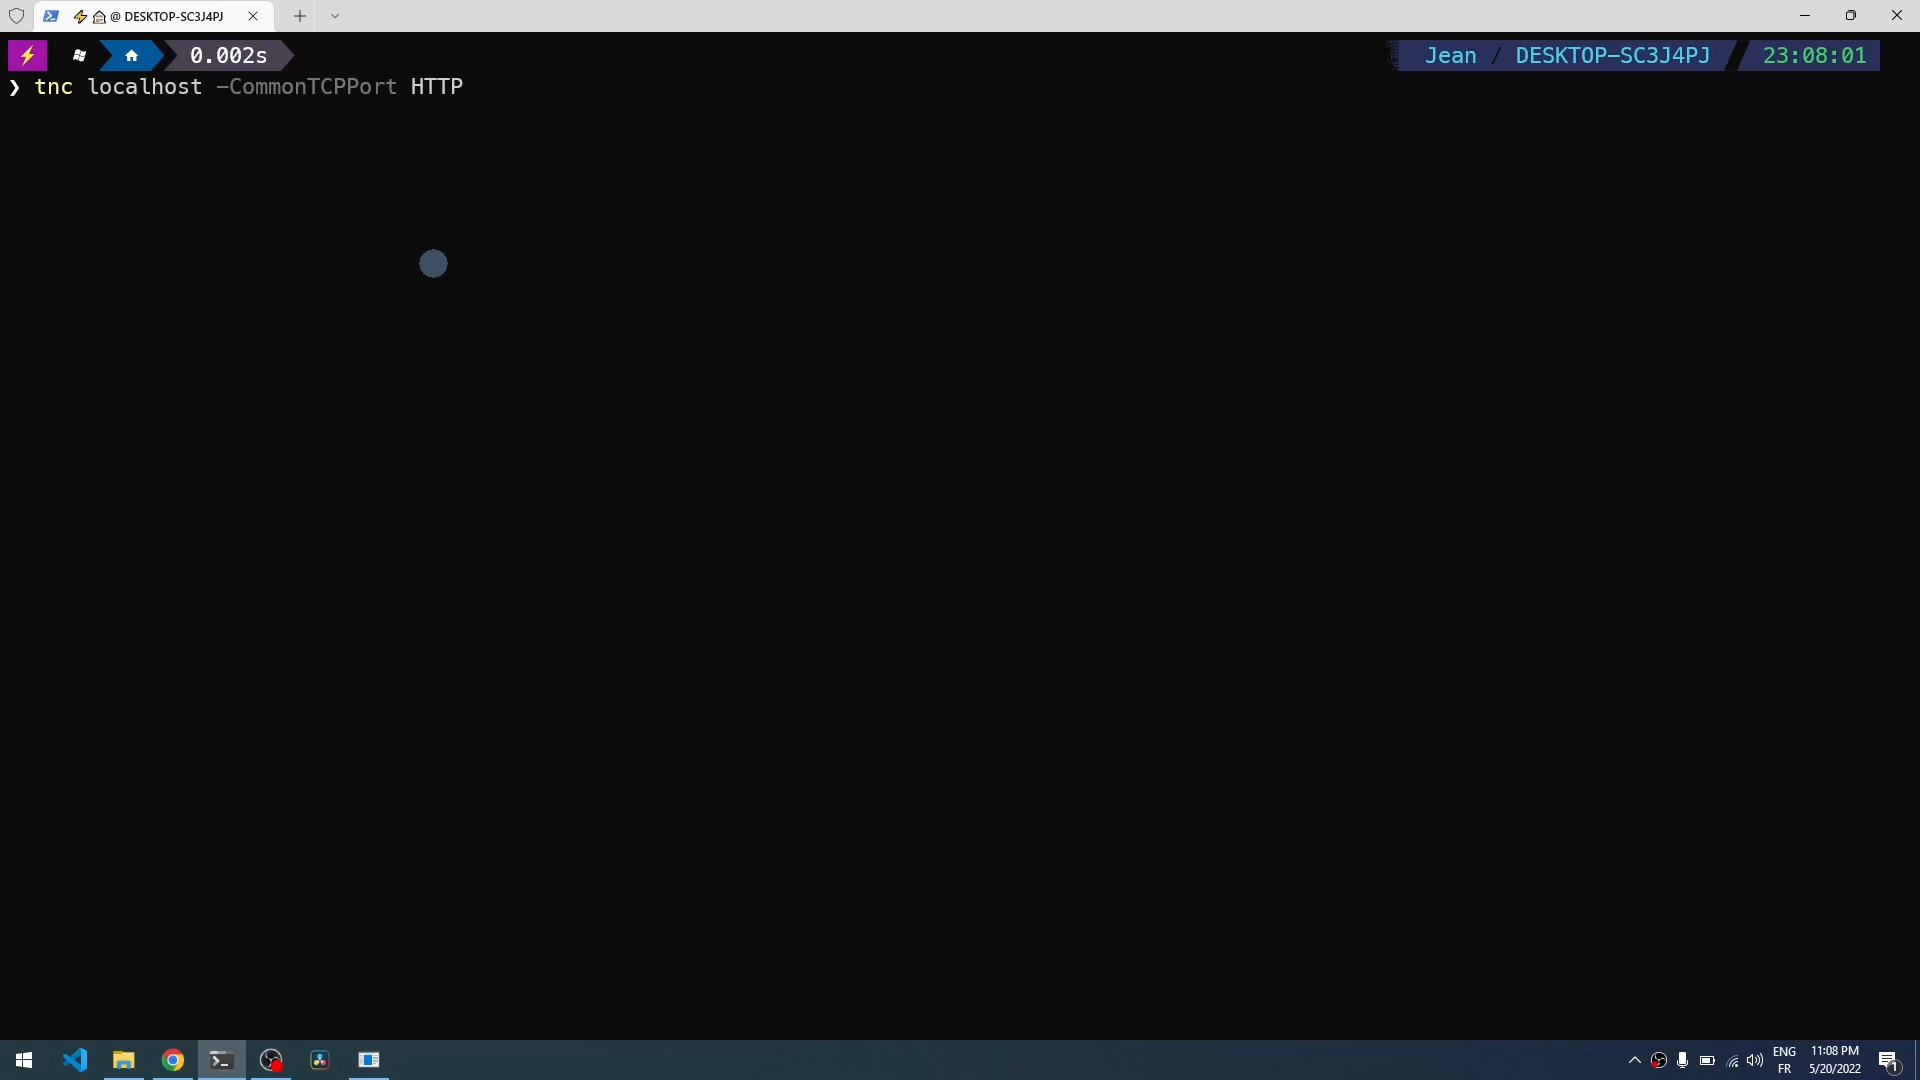 @ DESKTOP-SC3J4PJ
0.002s
Jean / DESKTOP-SC3J4PJ 23:08:01
❯ tnc localhost -CommonTCPPort HTTP
ENG 11:08 PM
FR 5/20/2022
1